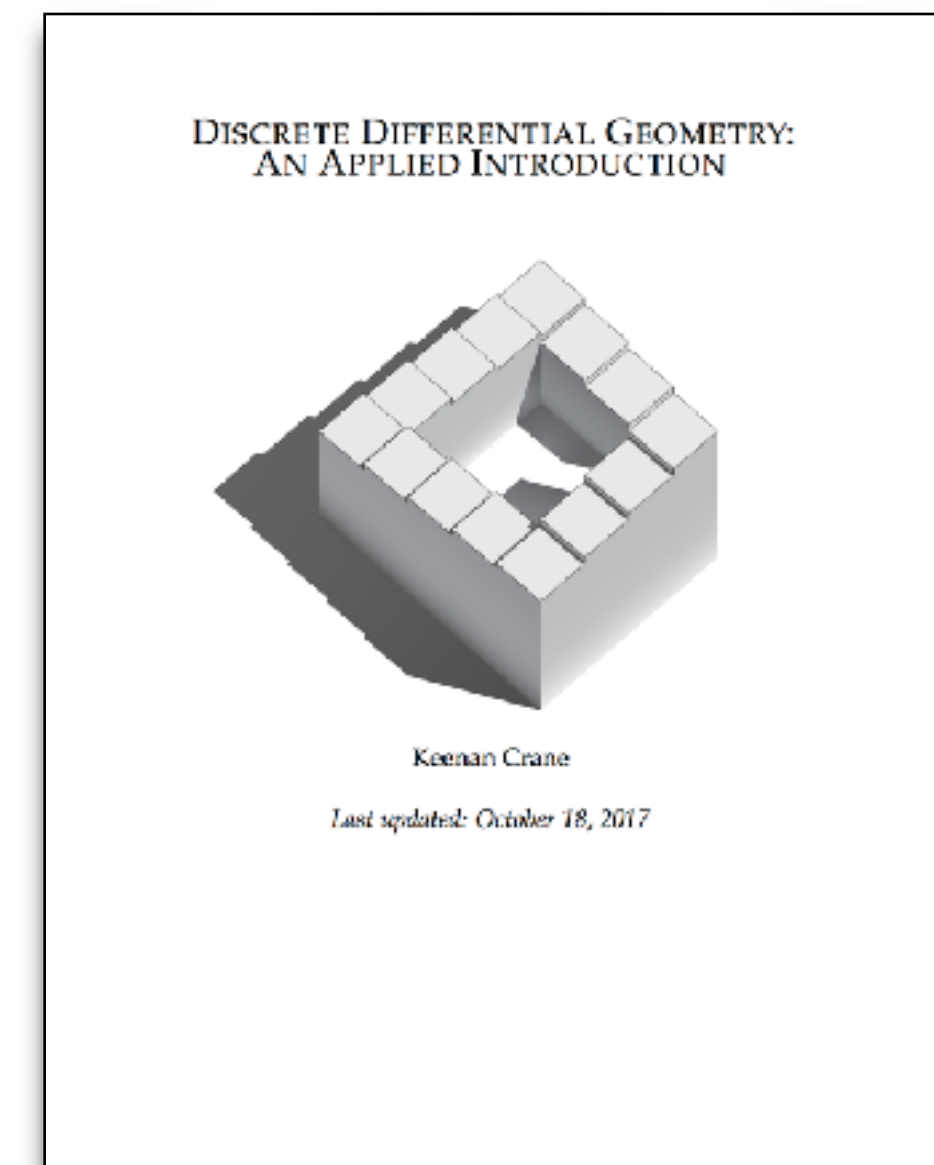 DISCRETE DIFFERENTIAL GEOMETRY:
AN APPLIED INTRODUCTION
Keenan Crane
Last updated: October 18, 2017